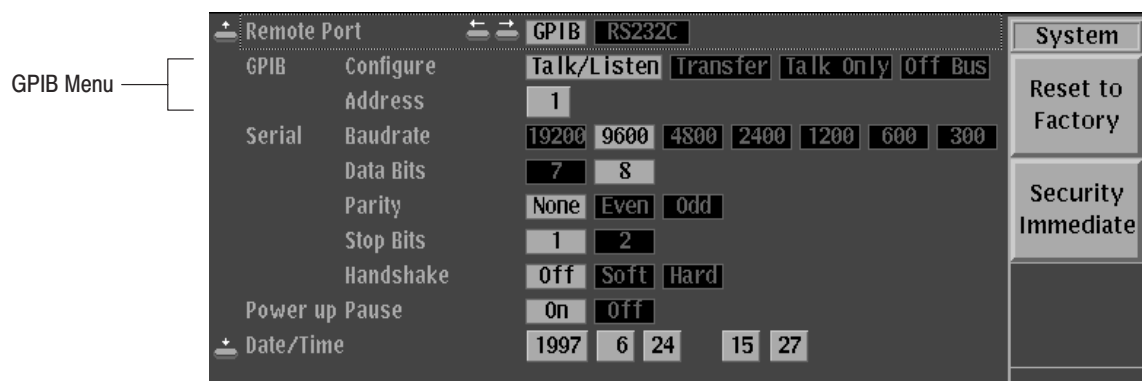 Remote Port GPIB RS232C
GPIB Menu
GPIB Configure Talk/Listen Transfer Talk Only Off Bus
Address 1
Serial Baudrate 19200 9600 4800 2400 1200 600 300
Data Bits 7 8
Parity None Even Odd
Stop Bits 1 2
Handshake Off Soft Hard
Power up Pause On Off
Date/Time 1997 6 24 15 27
System
Reset to
Factory
Security
Immediate